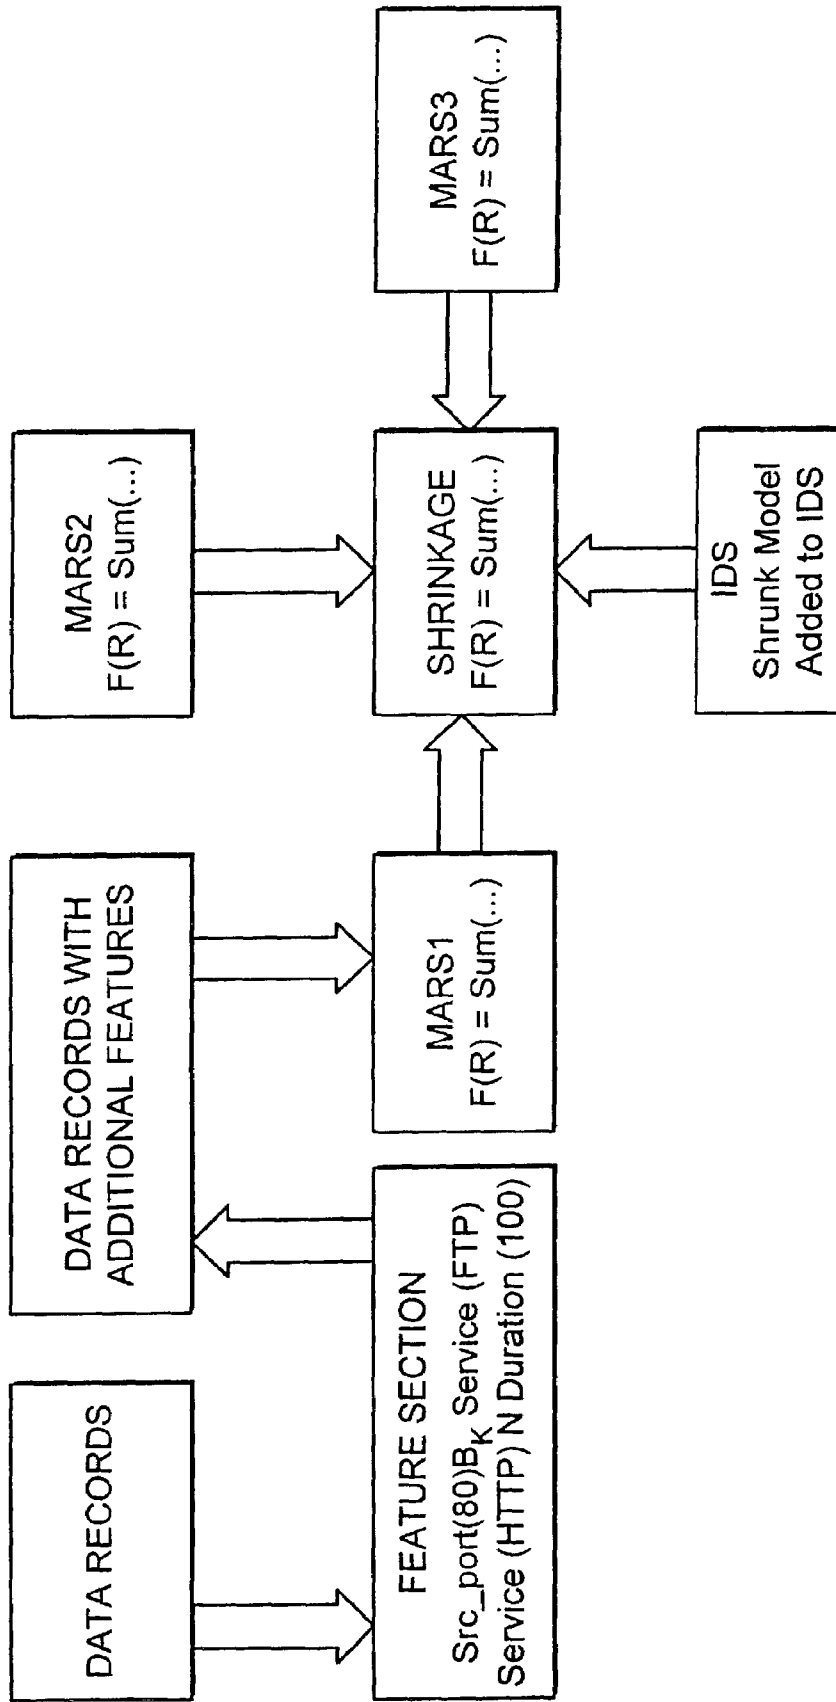 DATA RECORDS
FEATURE SECTION
Src_port(80)B_K Service (FTP)
Service (HTTP) N Duration (100)
DATA RECORDS WITH
ADDITIONAL FEATURES
MARS1
F(R) = Sum(...)
MARS2
F(R) = Sum(...)
SHRINKAGE
F(R) = Sum(...)
IDS
Shrunk Model
Added to IDS
MARS3
F(R) = Sum(...)